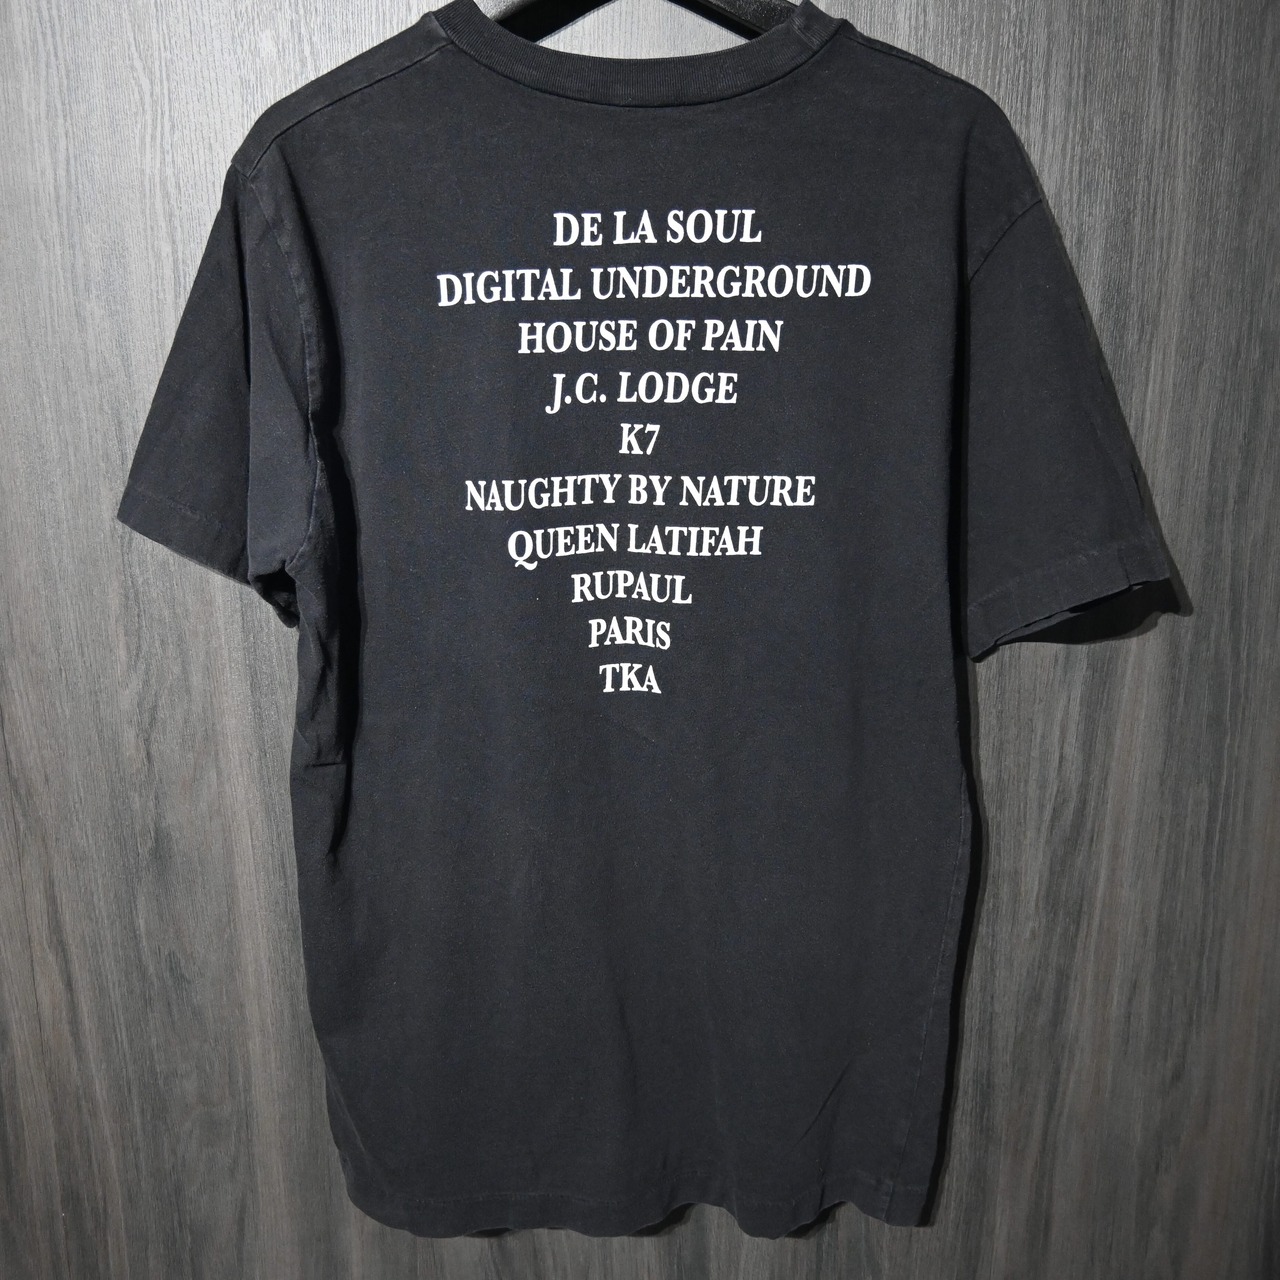 DE LA SOUL
DIGITAL UNDERGROUND
HOUSE OF PAIN
J.C. LODGE
K7
NAUGHTY BY NATURE
QUEEN LATIFAH
RUPAUL
PARIS
TKA